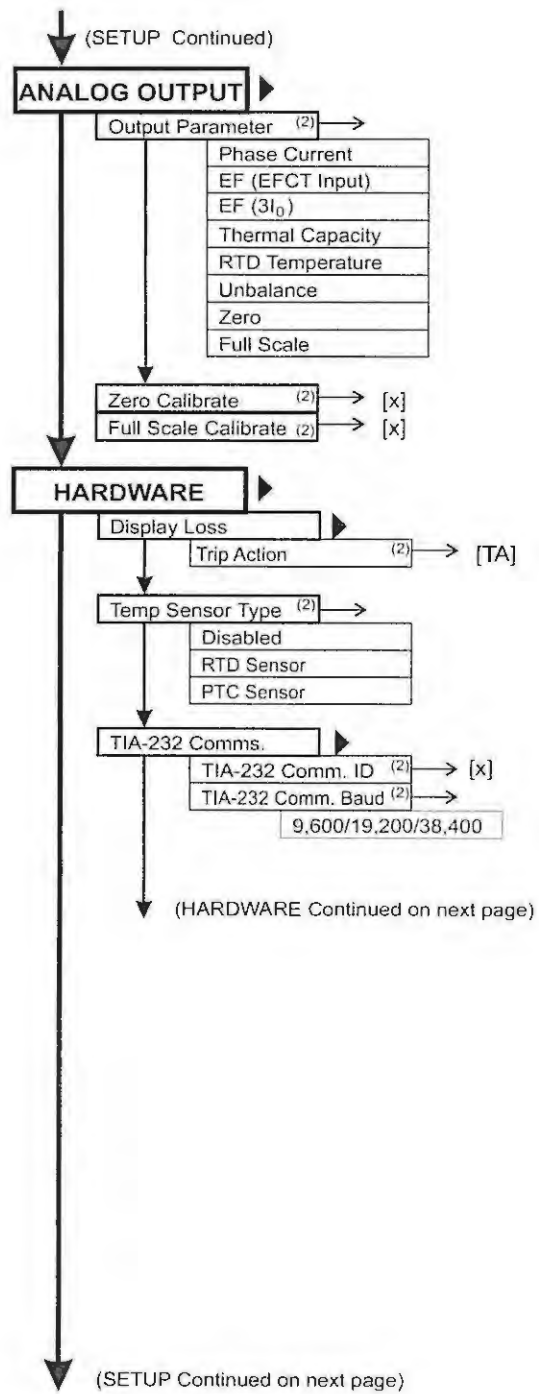 (SETUP Continued)
ANALOG OUTPUT
Output Parameter (2)
Phase Current
EF (EFCT Input)
EF (3I₀)
Thermal Capacity
RTD Temperature
Unbalance
Zero
Full Scale
Zero Calibrate (2) [x]
Full Scale Calibrate (2) [x]
HARDWARE
Display Loss
Trip Action (2) [TA]
Temp Sensor Type (2)
Disabled
RTD Sensor
PTC Sensor
TIA-232 Comms.
TIA-232 Comm. ID (2) [x]
TIA-232 Comm. Baud (2)
9,600/19,200/38,400
(HARDWARE Continued on next page)
(SETUP Continued on next page)